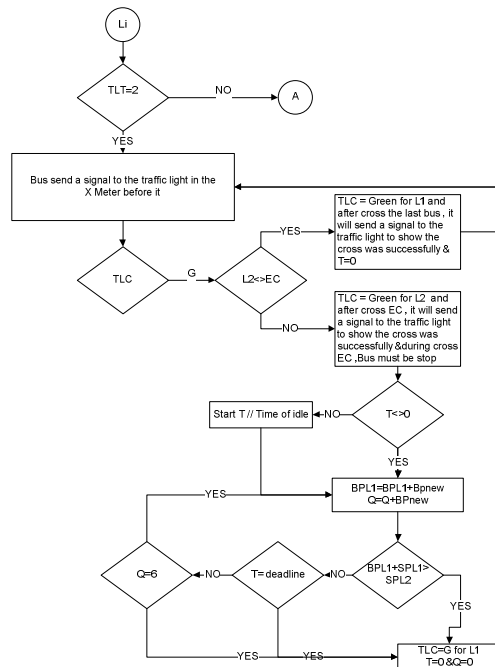 Li
TLT=2
NO
A
YES
Bus send a signal to the traffic light in the
X Meter before it
TLC = Green for L1 and
after cross the last bus , it
will send a signal to the
traffic light to show the
cross was successfully &
T=0
YES
TLC
G
L2<>EC
NO
TLC = Green for L2 and
after cross EC , it will send
a signal to the traffic light
to show the cross was
successfully &during cross
EC ,Bus must be stop
T<>0
NO
Start T // Time of idle
YES
YES
BPL1=BPL1+Bpnew
Q=Q+BPnew
BPL1+SPL1>
SPL2
NO
T=deadline
NO
Q=6
YES
YES
YES
TLC=G for L1
T=0&Q=0